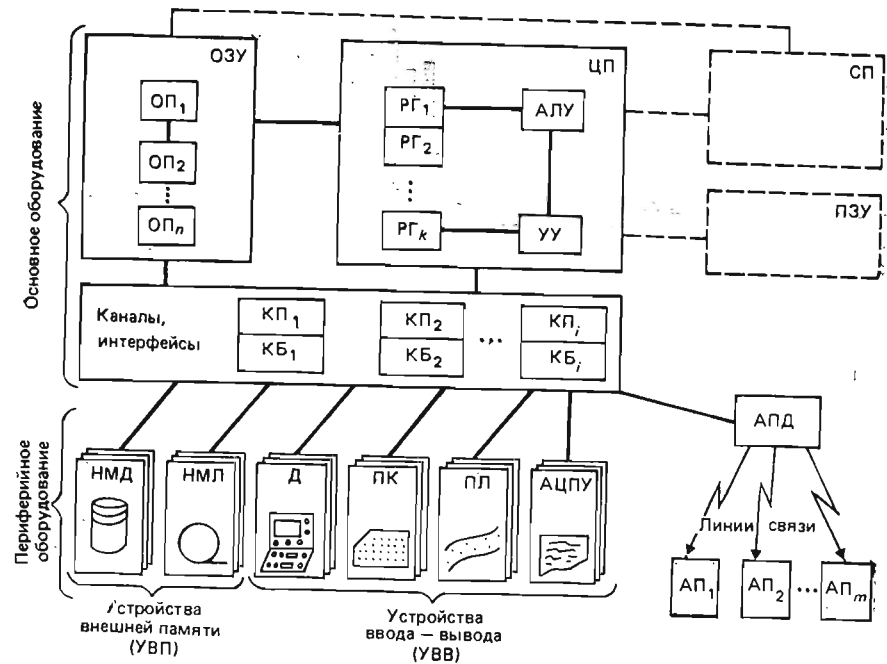 ОЗУ
ОП1
ОП2
ОПn
ЦП
РГ1
РГ2
РГk
АЛУ
УУ
СП
ПЗУ
Основное оборудование
Каналы,
интерфейсы
КП1
КБ1
КП2
КБ2
...
КПi
КБi
Периферийное
оборудование
НМД
НМЛ
Д
ПК
ПЛ
АЦПУ
АПД
Линии связи
АП1
АП2
...
АПm
Устройства
внешней памяти
(УВП)
Устройства
ввода — вывода
(УВВ)